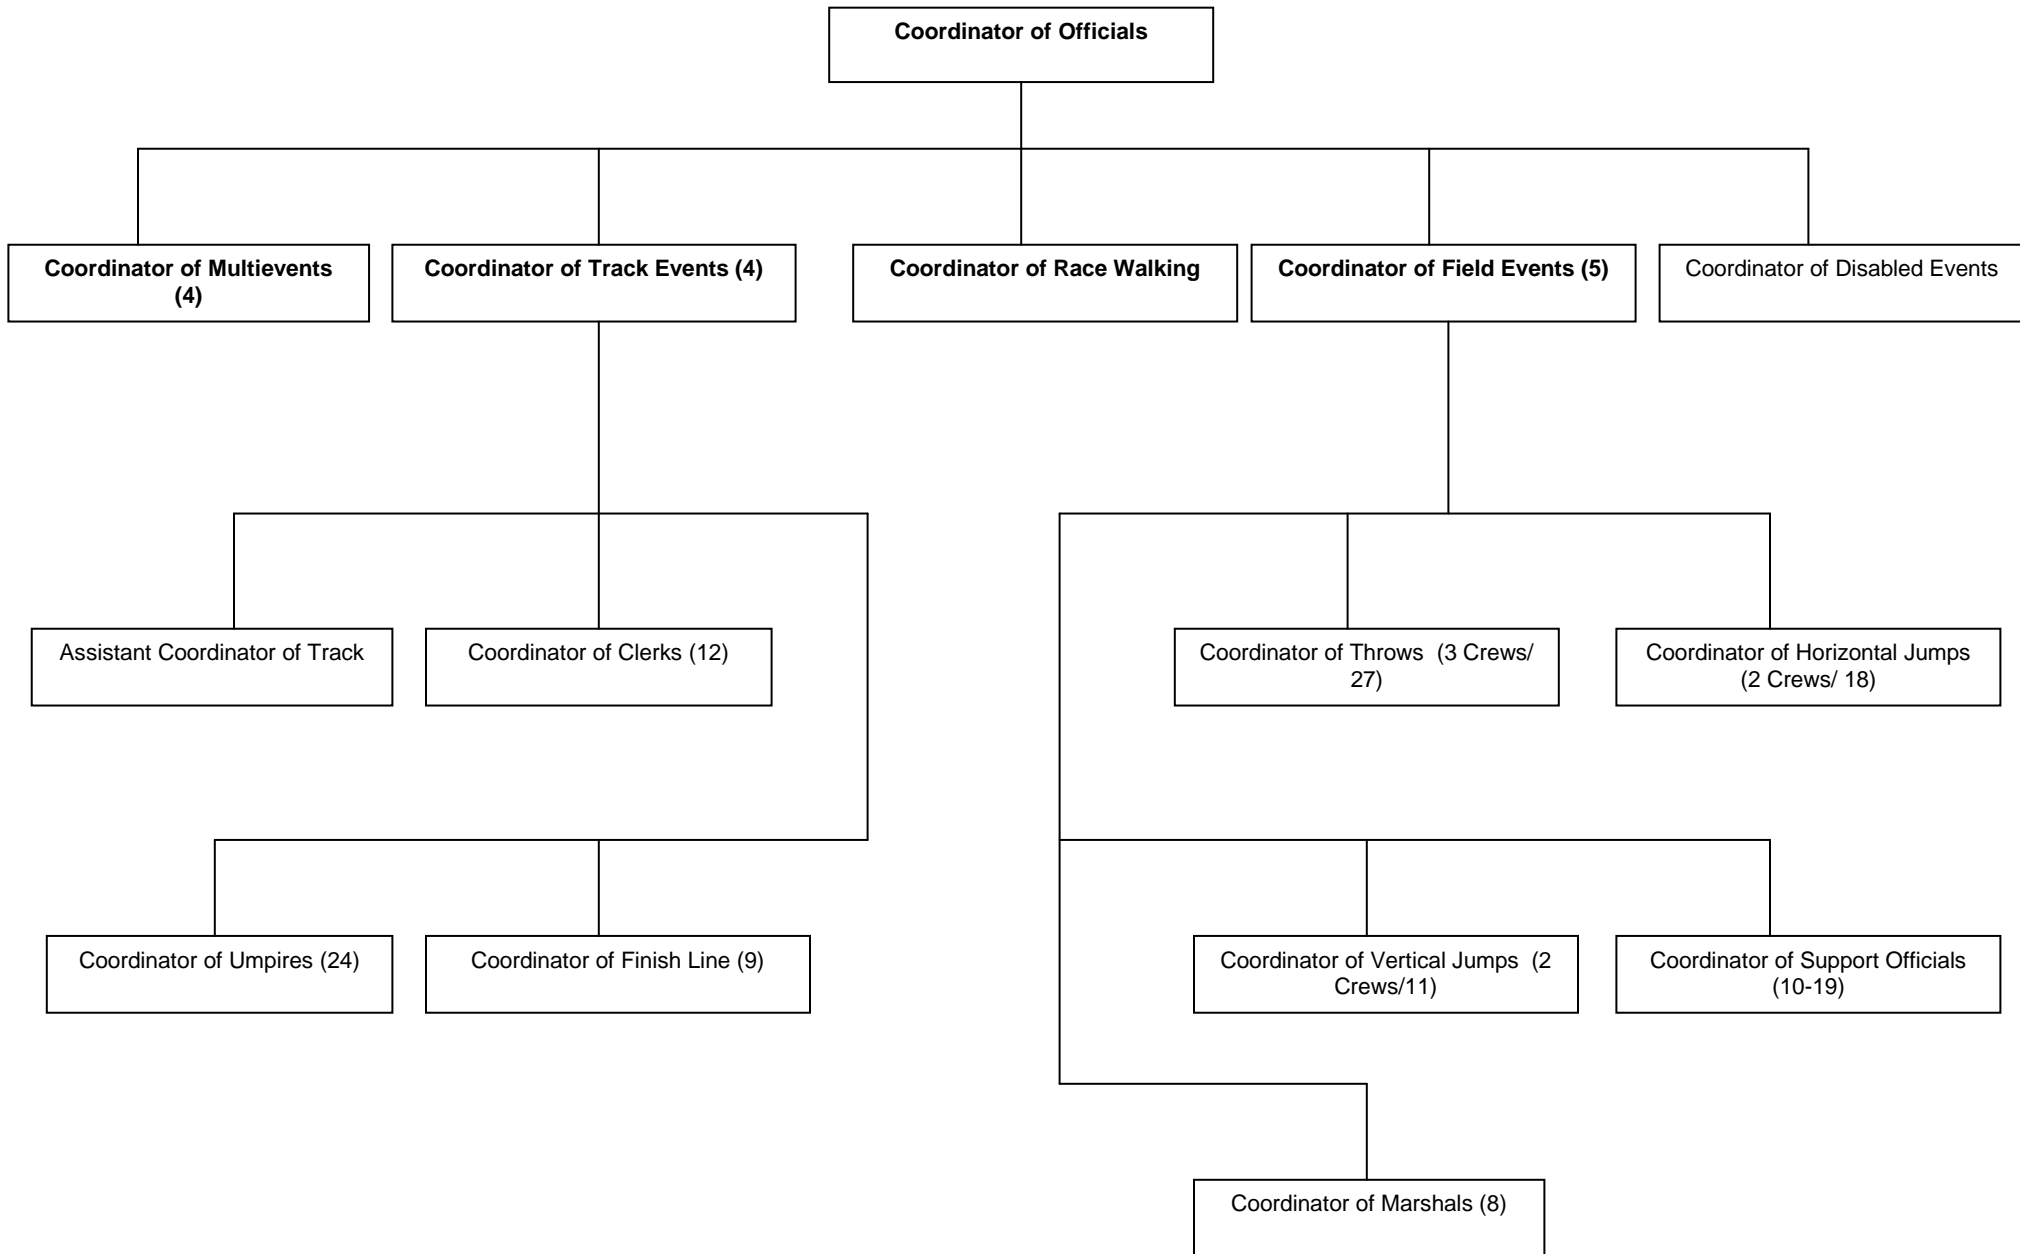 Coordinator of Officials
Coordinator of Multievents
(4)
Coordinator of Track Events (4)
Coordinator of Race Walking
Coordinator of Field Events (5)
Coordinator of Disabled Events
Assistant Coordinator of Track
Coordinator of Clerks (12)
Coordinator of Throws (3 Crews/
27)
Coordinator of Horizontal Jumps
(2 Crews/ 18)
Coordinator of Umpires (24)
Coordinator of Finish Line (9)
Coordinator of Vertical Jumps (2
Crews/11)
Coordinator of Support Officials
(10-19)
Coordinator of Marshals (8)